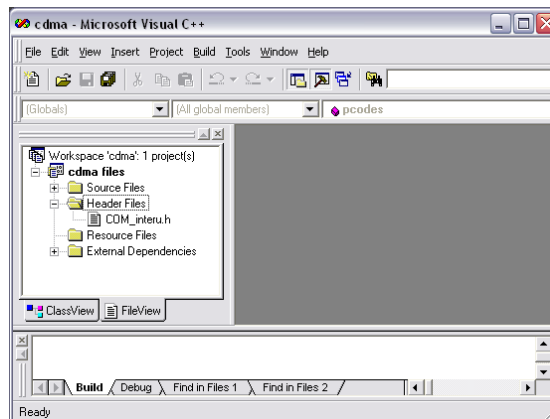 cdma - Microsoft Visual C++
File Edit View Insert Project Build Tools Window Help
(Globals) (All global members) pcodes
Workspace 'cdma': 1 project(s)
cdma files
Source Files
Header Files
COM_interu.h
Resource Files
External Dependencies
ClassView FileView
Build Debug Find in Files 1 Find in Files 2
Ready